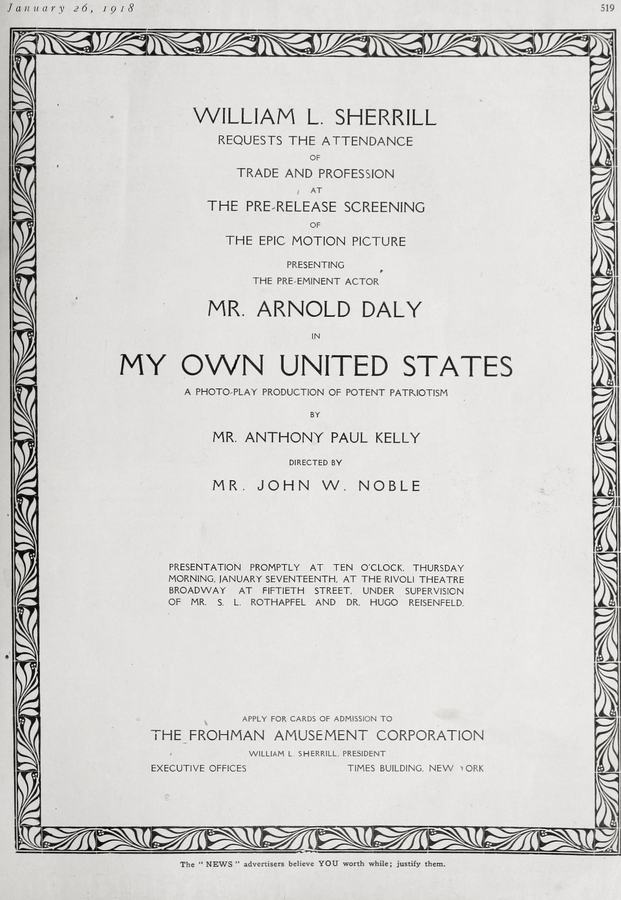 January 26, 1918
519
WILLIAM L. SHERRILL
REQUESTS THE ATTENDANCE
OF
TRADE AND PROFESSION
AT
THE PRE-RELEASE SCREENING
OF
THE EPIC MOTION PICTURE
PRESENTING
THE PRE-EMINENT ACTOR
MR. ARNOLD DALY
IN
MY OWN UNITED STATES
A PHOTO-PLAY PRODUCTION OF POTENT PATRIOTISM
BY
MR. ANTHONY PAUL KELLY
DIRECTED BY
MR. JOHN W. NOBLE
PRESENTATION PROMPTLY AT TEN O'CLOCK, THURSDAY
MORNING, JANUARY SEVENTEENTH, AT THE RIVOLI THEATRE
BROADWAY AT FIFTIETH STREET, UNDER SUPERVISION
OF MR. S. L. ROTHAPFEL AND DR. HUGO REISENFELD.
APPLY FOR CARDS OF ADMISSION TO
THE FROHMAN AMUSEMENT CORPORATION
WILLIAM L. SHERRILL, PRESIDENT
EXECUTIVE OFFICES TIMES BUILDING, NEW YORK
The "NEWS" advertisers believe YOU worth while; justify them.